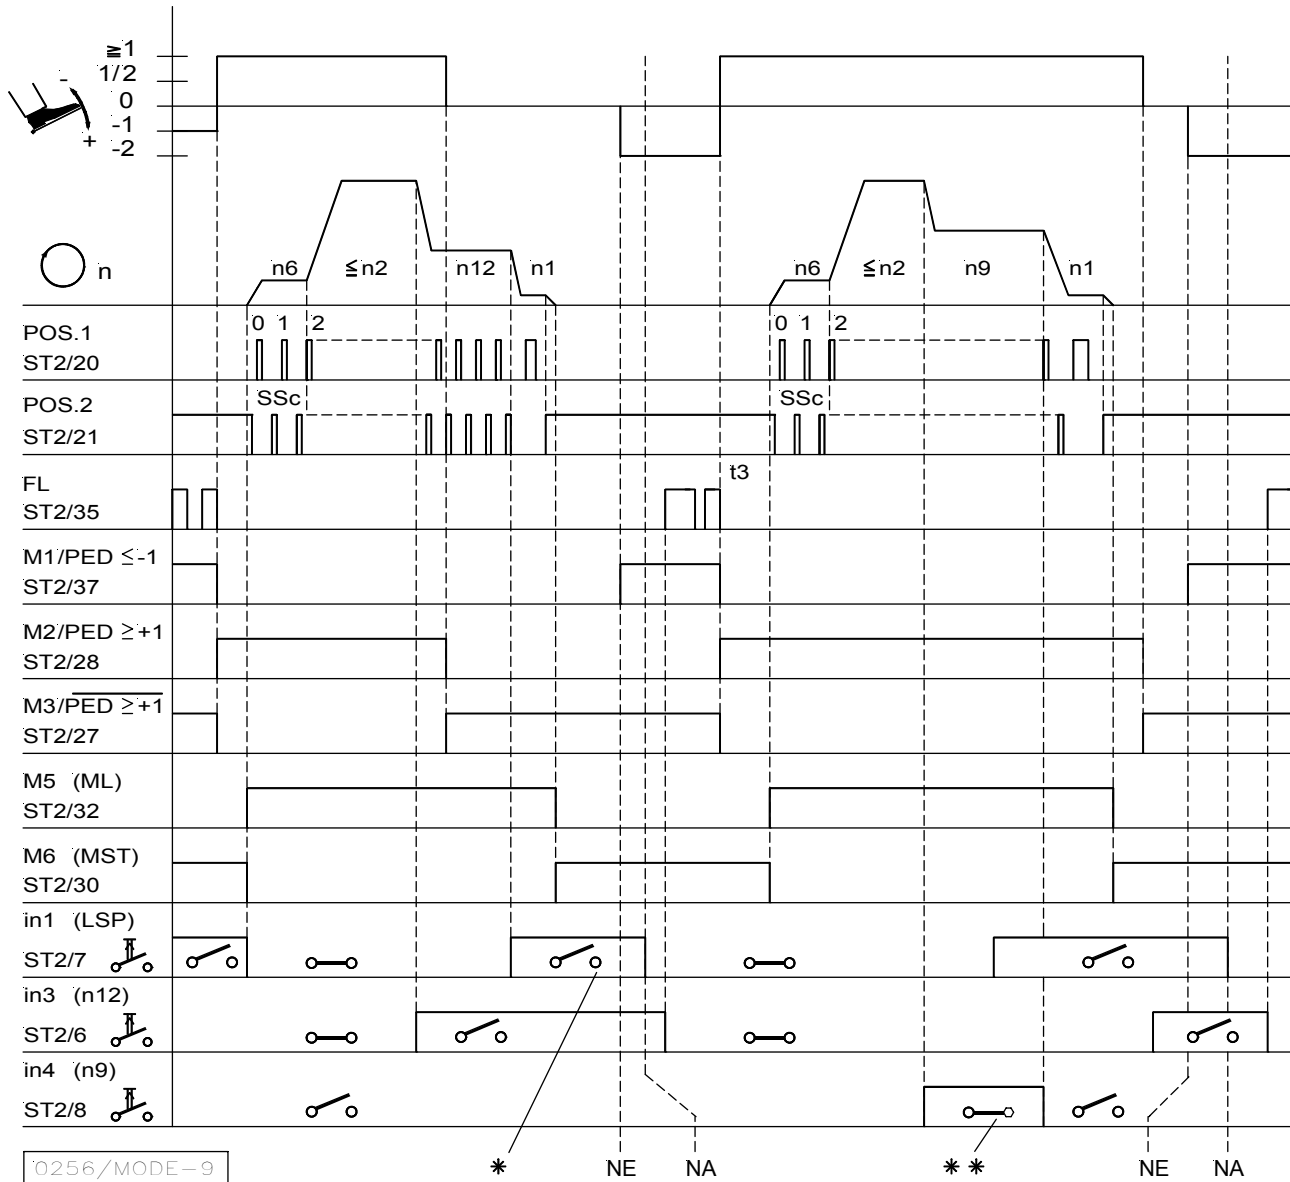 ≧1
1/2
0
-1
-2
-
+
n
n6
≦n2
n12
n1
n6
≦n2
n9
n1
POS.1
ST2/20
0 1 2
0 1 2
POS.2
ST2/21
SSc
SSc
FL
ST2/35
t3
M1/PED ≤-1
ST2/37
M2/PED ≥+1
ST2/28
M3/PED ≥+1
ST2/27
M5 (ML)
ST2/32
M6 (MST)
ST2/30
in1 (LSP)
ST2/7
in3 (n12)
ST2/6
in4 (n9)
ST2/8
0256/MODE-9
*
NE
NA
* *
NE
NA